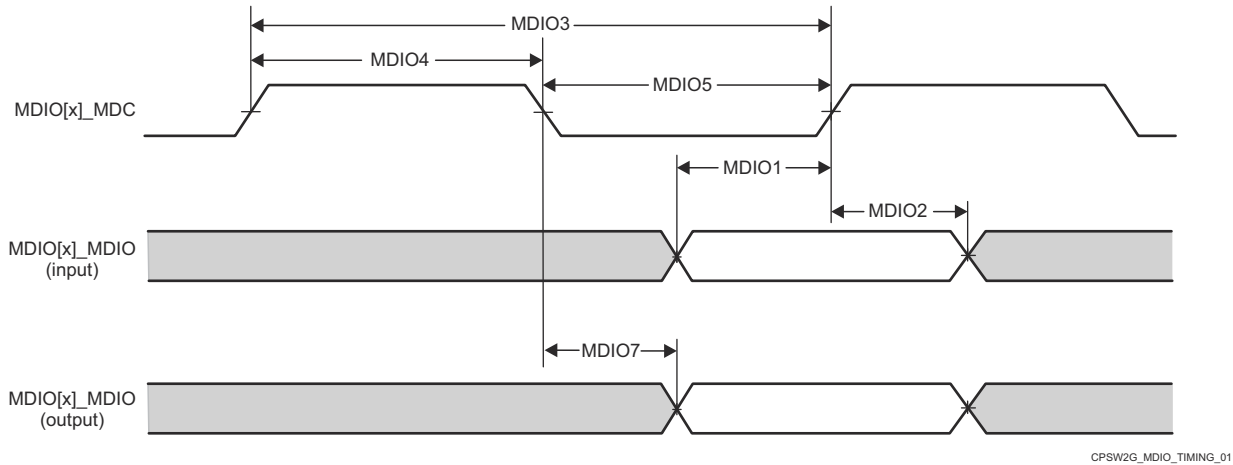 MDIO3
MDIO4
MDIO5
MDIO[x]_MDC
MDIO1
MDIO2
MDIO[x]_MDIO
(input)
MDIO7
MDIO[x]_MDIO
(output)
CPSW2G_MDIO_TIMING_01